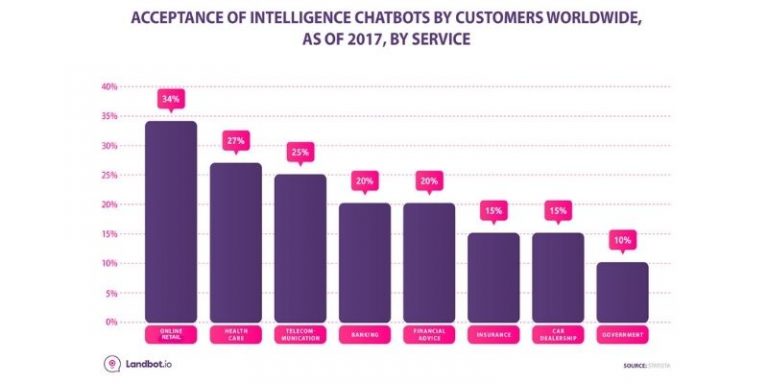 ACCEPTANCE OF INTELLIGENCE CHATBOTS BY CUSTOMERS WORLDWIDE,
AS OF 2017, BY SERVICE
40%
35%
30%
25%
20%
15%
10%
5%
0%
34%
27%
25%
20%
20%
15%
15%
10%
ONLINE
RETAIL
HEALTH
CARE
TELECOM-
MUNICATION
BANKING
FINANCIAL
ADVICE
INSURANCE
CAR
DEALERSHIP
GOVERNMENT
Landbot.io
SOURCE: STATISTA